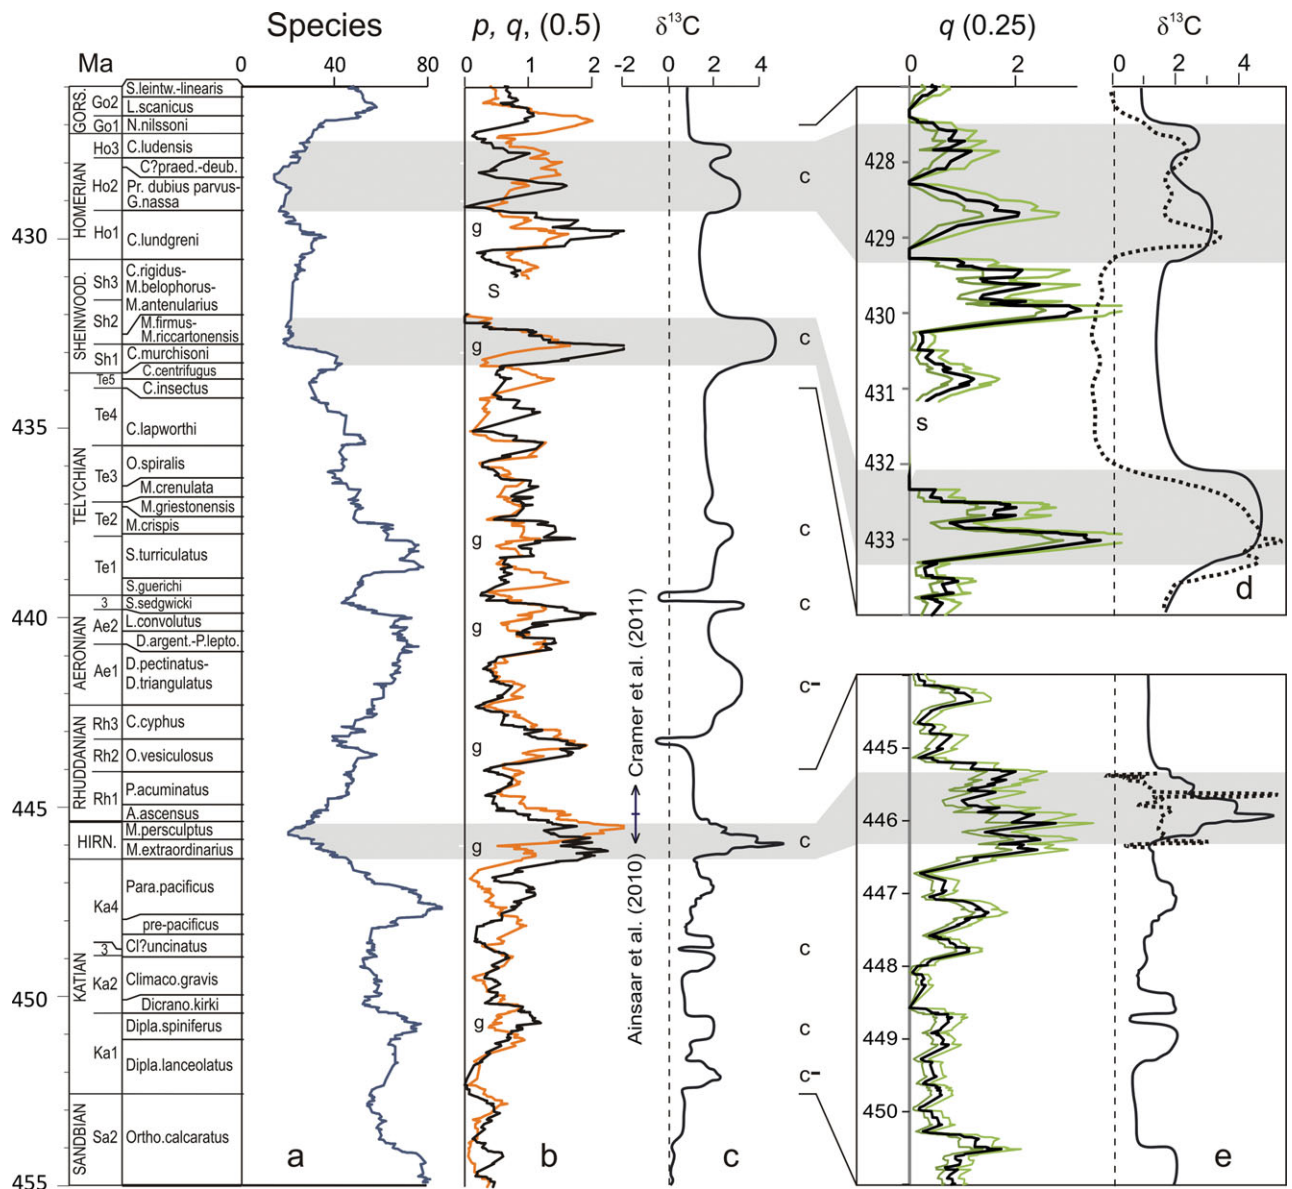 Species
p, q, (0.5)
δ13C
q (0.25)
δ13C
Ma
0 40 80
0 1 2
-2 0 2 4
0 2
0 2 4
GORS.
Go2
Go1
S.leintw.-linearis
L.scanicus
N.nilssoni
HOMERIAN
Ho3
Ho2
Ho1
C.ludensis
C?praed.-deub.
Pr. dubius parvus-
G.nassa
C.lundgreni
SHEINWOOD.
Sh3
Sh2
Sh1
C.rigidus-
M.belophorus-
M.antenularius
M.firmus-
M.riccartonensis
C.murchisoni
C.centrifugus
TELYCHIAN
Te5
Te4
Te3
Te2
Te1
C.insectus
C.lapworthi
O.spiralis
M.crenulata
M.griestonensis
M.crispis
S.turriculatus
S.guerichi
AERONIAN
3
Ae2
Ae1
S.sedgwicki
L.convolutus
D.argent.-P.lepto.
D.pectinatus-
D.triangulatus
RHUDDANIAN
Rh3
Rh2
Rh1
C.cyphus
O.vesiculosus
P.acuminatus
A.ascensus
HIRN.
M.persculptus
M.extraordinarius
KATIAN
Ka4
3
Ka2
Ka1
Para.pacificus
pre-pacificus
Cl?uncinatus
Climaco.gravis
Dicrano.kirki
Dipla.spiniferus
Dipla.lanceolatus
SANDBIAN
Sa2
Ortho.calcaratus
430
435
440
445
450
455
a
g
s
g
g
g
g
g
g
b
Cramer et al. (2011)
Ainsaar et al. (2010)
c
c
c
c
c
c-
c
c
c
c-
428
429
430
431
432
433
s
d
445
446
447
448
449
450
e